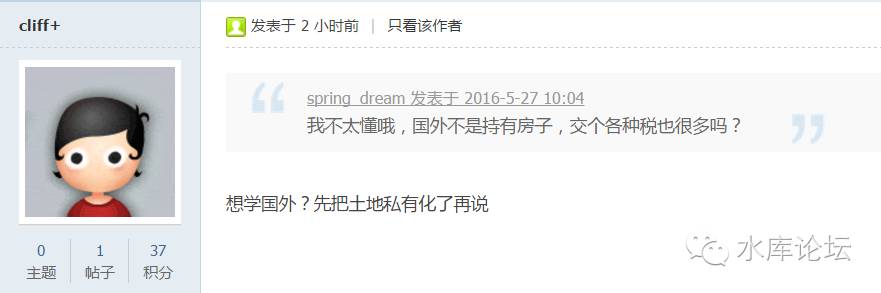 cliff+
发表于 2 小时前 | 只看该作者
spring_dream 发表于 2016-5-27 10:04
我不太懂哦，国外不是持有房子，交个各种税也很多吗？
想学国外？先把土地私有化了再说
0 1 37
主题 帖子 积分
水库论坛